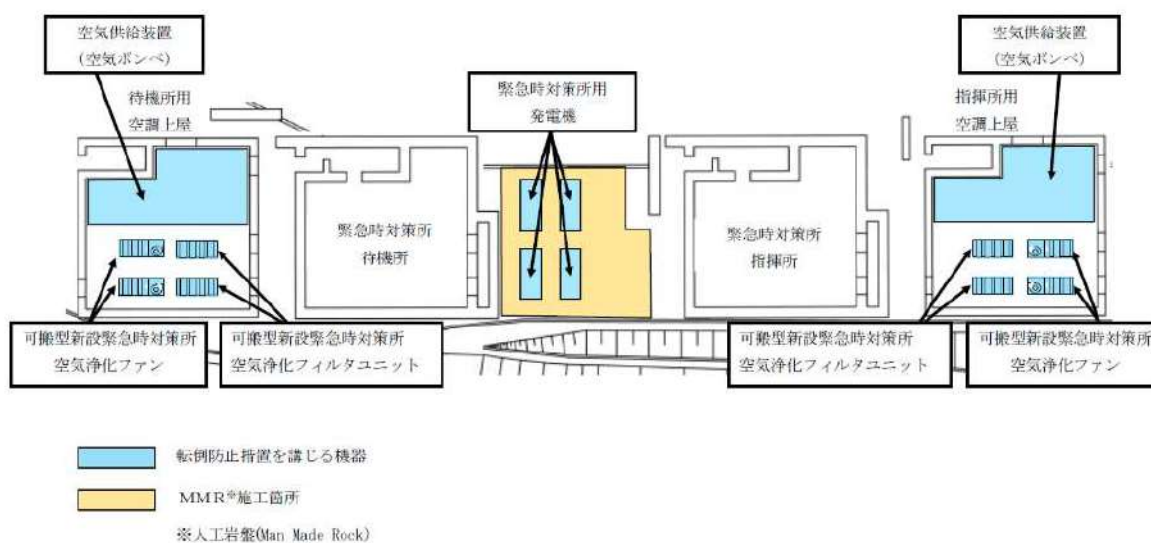 空気供給装置
(空気ボンベ)
空気供給装置
(空気ボンベ)
緊急時対策所用
発電機
待機所用
空調上屋
指揮所用
空調上屋
緊急時対策所
待機所
緊急時対策所
指揮所
可搬型新設緊急時対策所
空気浄化ファン
可搬型新設緊急時対策所
空気浄化フィルタユニット
可搬型新設緊急時対策所
空気浄化フィルタユニット
可搬型新設緊急時対策所
空気浄化ファン
転倒防止措置を講じる機器
MMR※施工箇所
※人工岩盤(Man Made Rock)